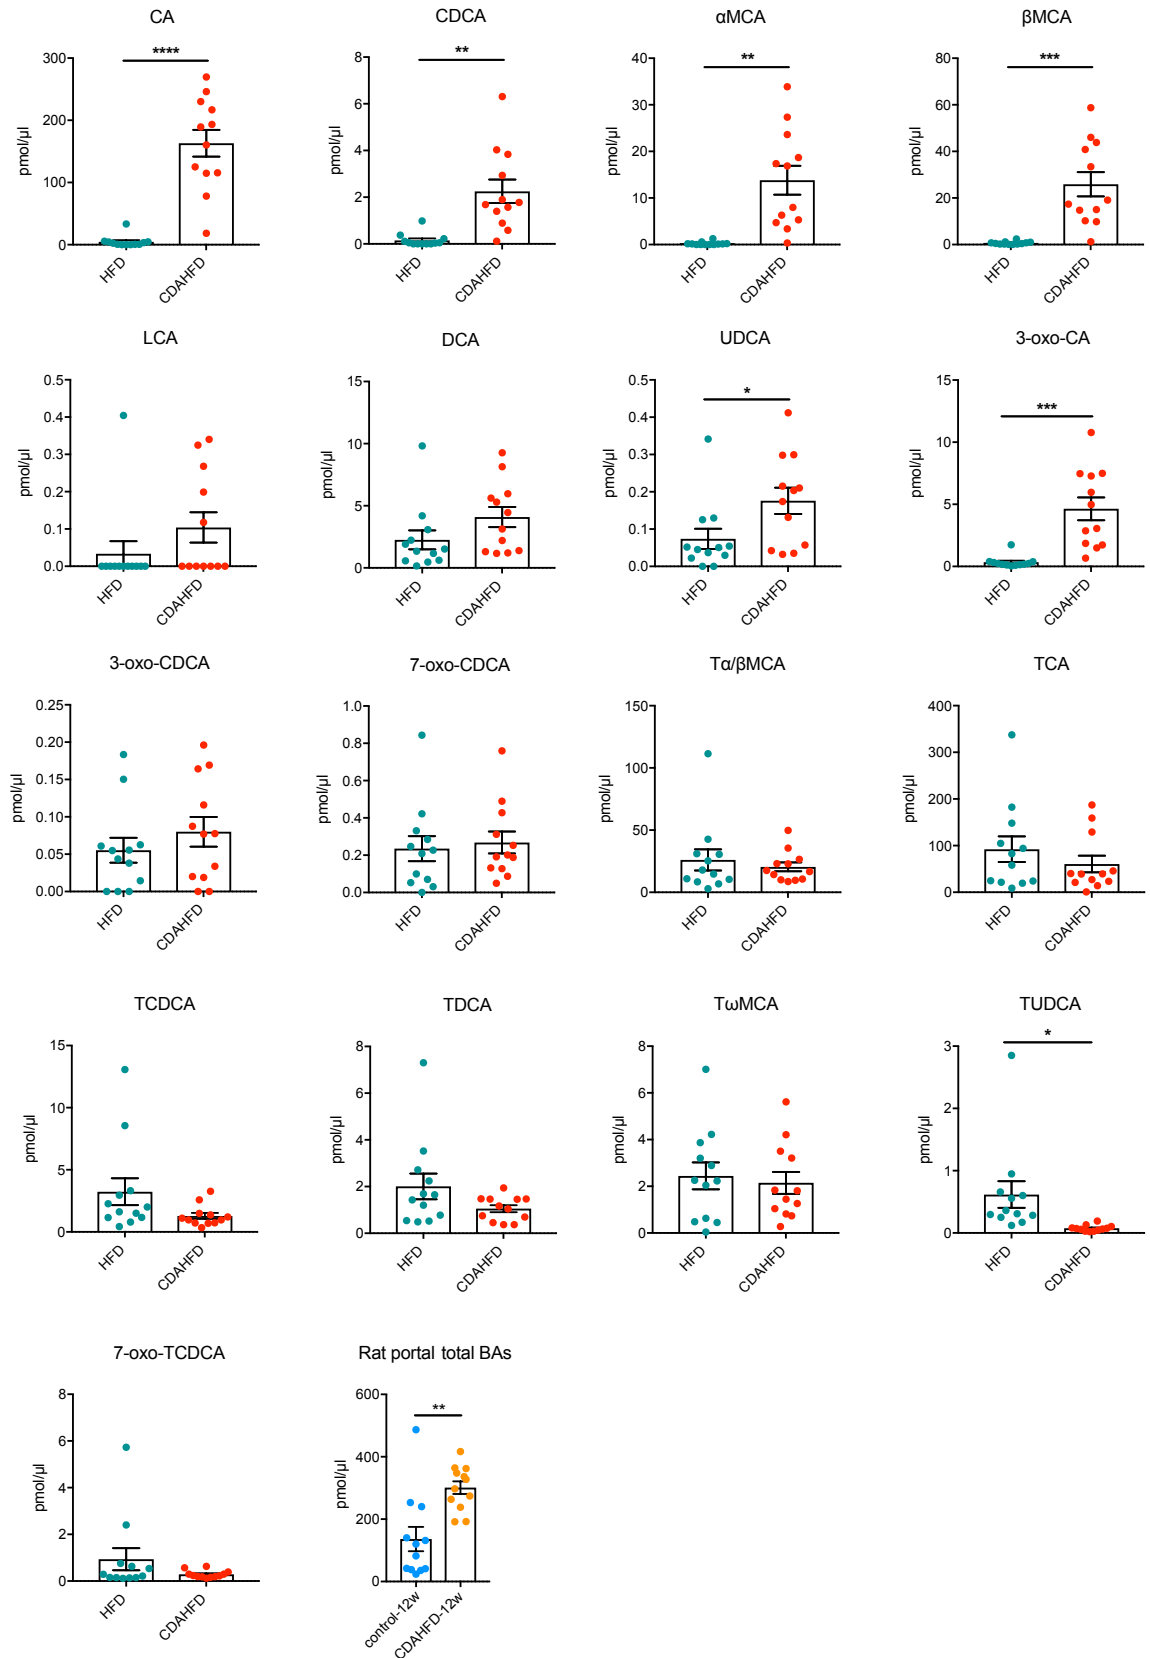 CA
CDCA
αMCA
βMCA
pmol/µl
300
200
100
0
****
HFD
CDAHFD
pmol/µl
8
6
4
2
0
**
HFD
CDAHFD
pmol/µl
40
30
20
10
0
**
HFD
CDAHFD
pmol/µl
80
60
40
20
0
***
HFD
CDAHFD
LCA
DCA
UDCA
3-oxo-CA
pmol/µl
0.5
0.4
0.3
0.2
0.1
0.0
HFD
CDAHFD
pmol/µl
15
10
5
0
HFD
CDAHFD
pmol/µl
0.5
0.4
0.3
0.2
0.1
0.0
*
HFD
CDAHFD
pmol/µl
15
10
5
0
***
HFD
CDAHFD
3-oxo-CDCA
7-oxo-CDCA
Tα/βMCA
TCA
pmol/µl
0.25
0.20
0.15
0.10
0.05
0.00
HFD
CDAHFD
pmol/µl
1.0
0.8
0.6
0.4
0.2
0.0
HFD
CDAHFD
pmol/µl
150
100
50
0
HFD
CDAHFD
pmol/µl
400
300
200
100
0
HFD
CDAHFD
TCDCA
TDCA
TωMCA
TUDCA
pmol/µl
15
10
5
0
HFD
CDAHFD
pmol/µl
8
6
4
2
0
HFD
CDAHFD
pmol/µl
8
6
4
2
0
HFD
CDAHFD
pmol/µl
3
2
1
0
*
HFD
CDAHFD
7-oxo-TCDCA
Rat portal total BAs
pmol/µl
8
6
4
2
0
HFD
CDAHFD
pmol/µl
600
400
200
0
**
control-12w
CDAHFD-12w